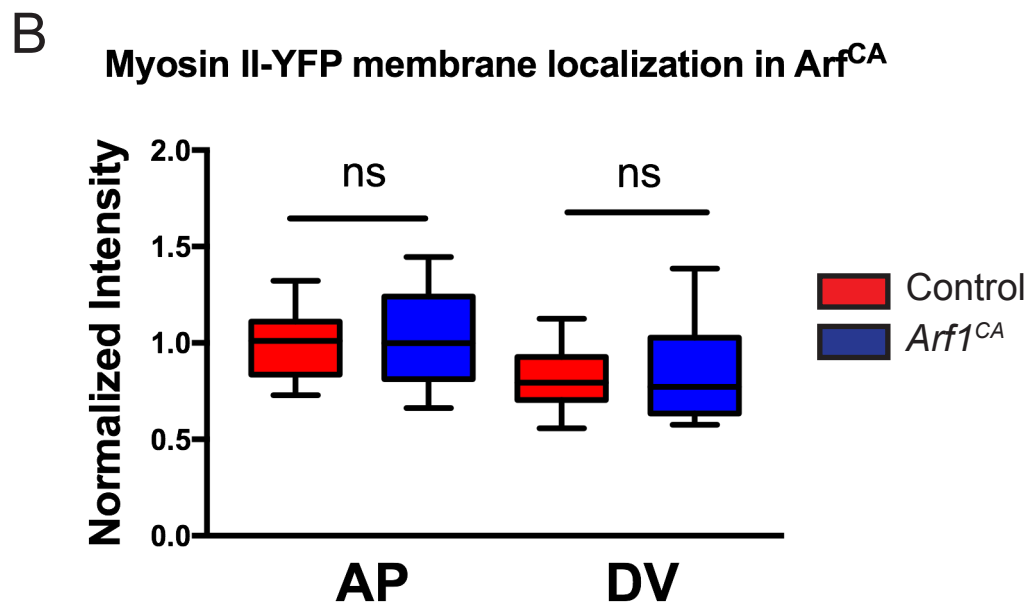 B
Myosin II-YFP membrane localization in ArfCA
Normalized Intensity
2.0
1.5
1.0
0.5
0.0
ns
ns
AP
DV
Control
Arf1CA